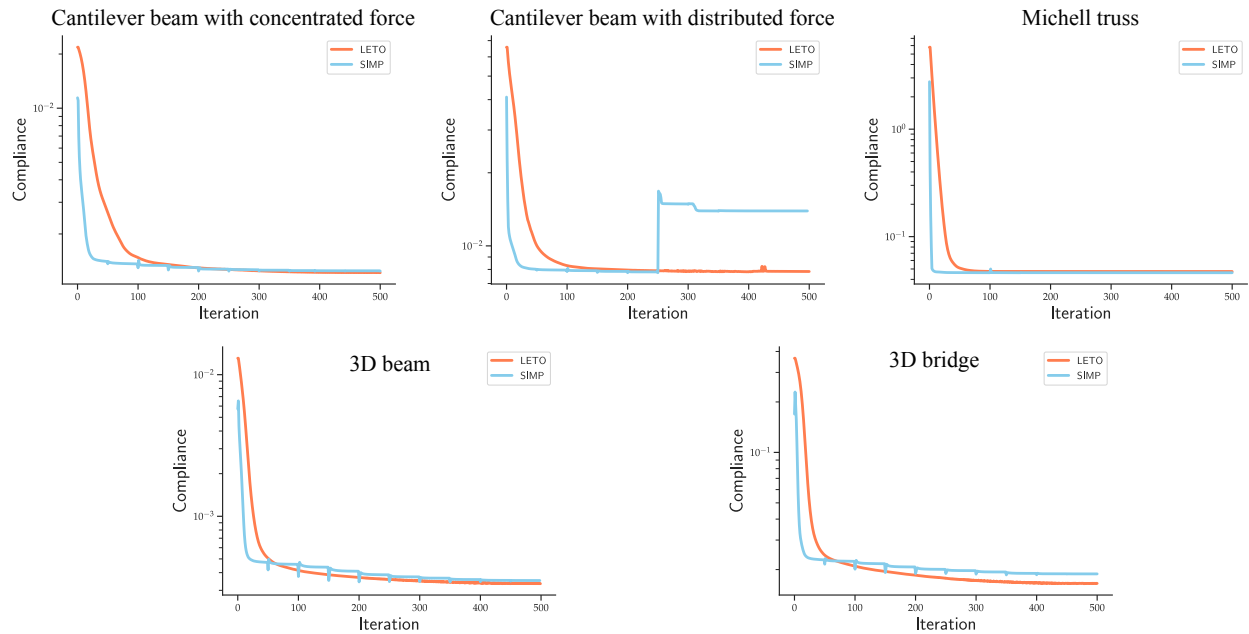 Cantilever beam with concentrated force
Cantilever beam with distributed force
Michell truss
LETO
SIMP
10⁻²
Compliance
0 100 200 300 400 500
Iteration
LETO
SIMP
10⁻²
Compliance
0 100 200 300 400 500
Iteration
LETO
SIMP
10⁰
10⁻¹
Compliance
0 100 200 300 400 500
Iteration
3D beam
LETO
SIMP
10⁻²
10⁻³
Compliance
0 100 200 300 400 500
Iteration
3D bridge
LETO
SIMP
10⁻¹
Compliance
0 100 200 300 400 500
Iteration